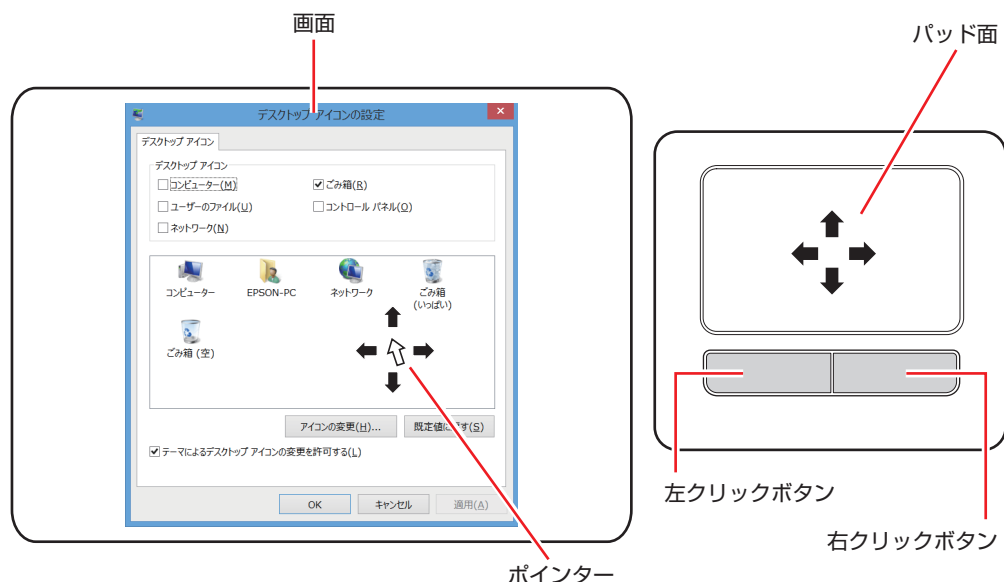 画面
パッド面
デスクトップ アイコンの設定
デスクトップ アイコン
デスクトップ アイコン
コンピューター(M)
ごみ箱(R)
ユーザーのファイル(U)
コントロール パネル(O)
ネットワーク(N)
コンピューター
EPSON-PC
ネットワーク
ごみ箱
(いっぱい)
ごみ箱 (空)
アイコンの変更(H)...
既定値に戻す(S)
テーマによるデスクトップ アイコンの変更を許可する(L)
OK
キャンセル
適用(A)
左クリックボタン
右クリックボタン
ポインター